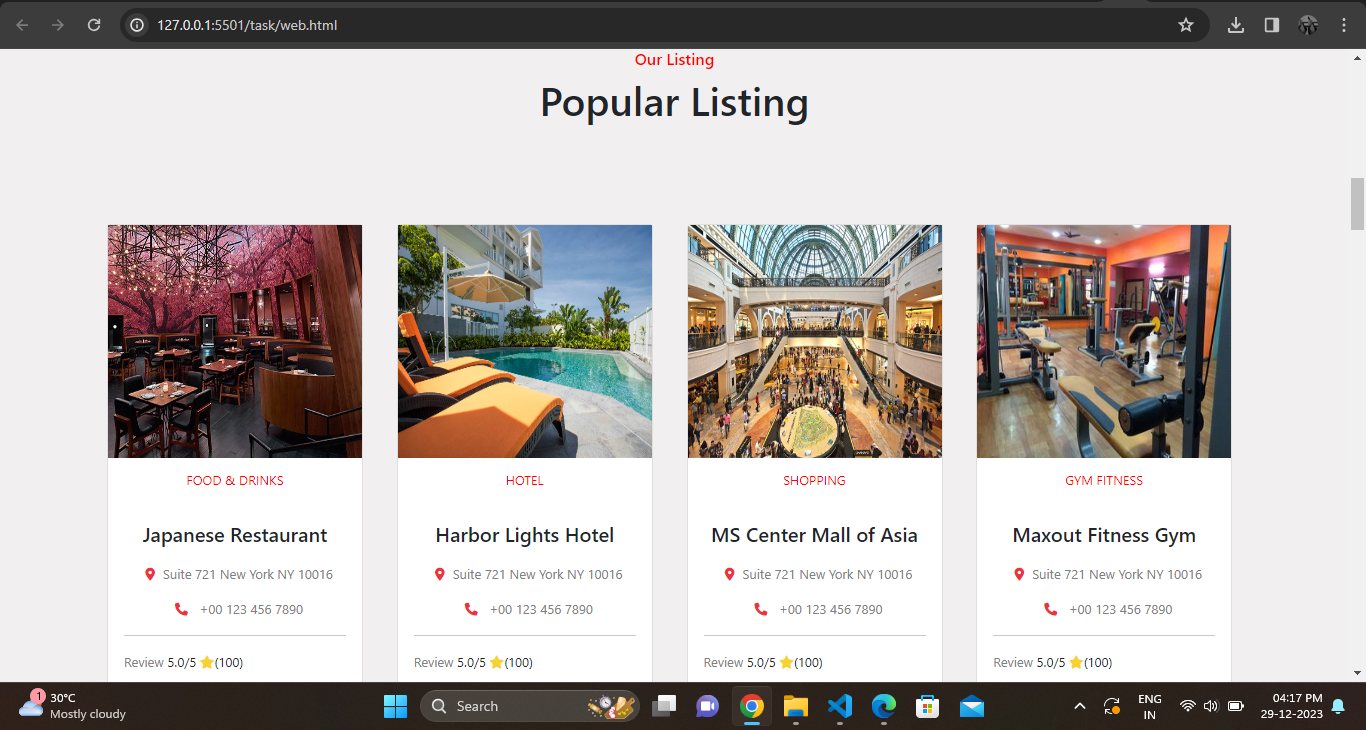 127.0.0.1:5501/task/web.html
Our Listing
Popular Listing
FOOD & DRINKS
Japanese Restaurant
Suite 721 New York NY 10016
+00 123 456 7890
Review 5.0/5 ⭐(100)
HOTEL
Harbor Lights Hotel
Suite 721 New York NY 10016
+00 123 456 7890
Review 5.0/5 ⭐(100)
SHOPPING
MS Center Mall of Asia
Suite 721 New York NY 10016
+00 123 456 7890
Review 5.0/5 ⭐(100)
GYM FITNESS
Maxout Fitness Gym
Suite 721 New York NY 10016
+00 123 456 7890
Review 5.0/5 ⭐(100)
1
30°C
Mostly cloudy
Search
ENG
IN
04:17 PM
29-12-2023